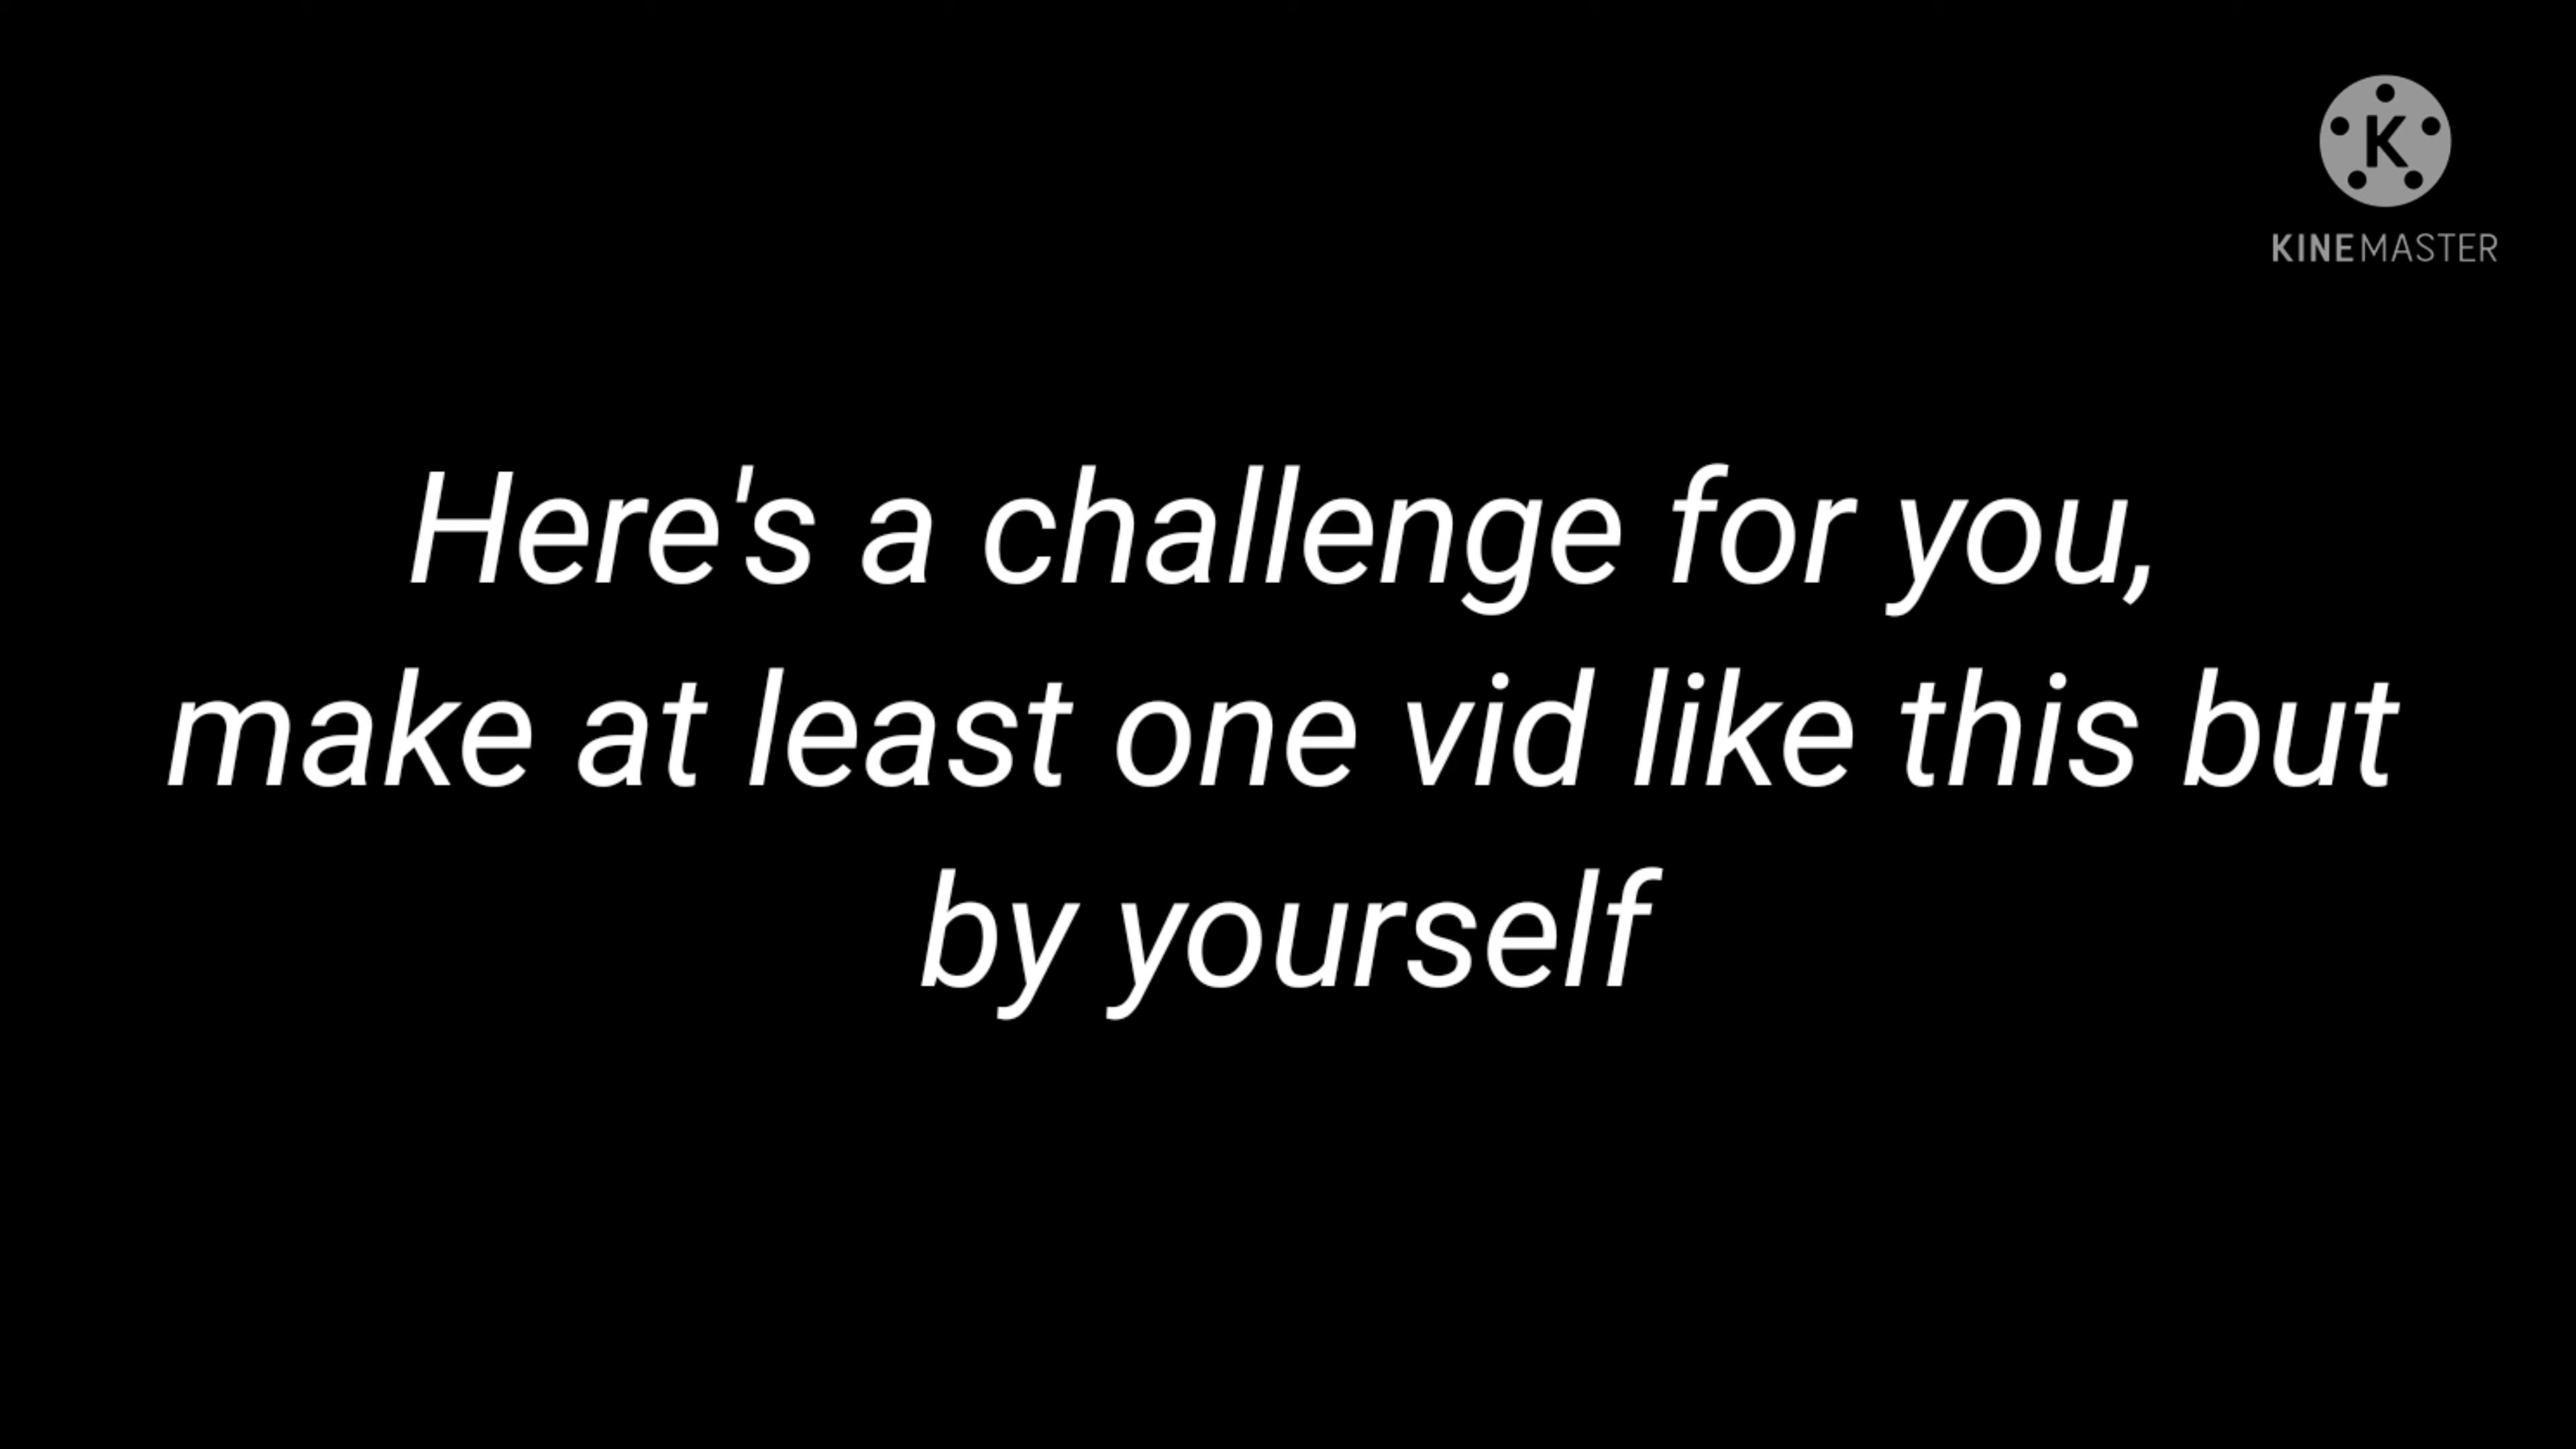 K
KINEMASTER
Here's a challenge for you,
make at least one vid like this but
by yourself